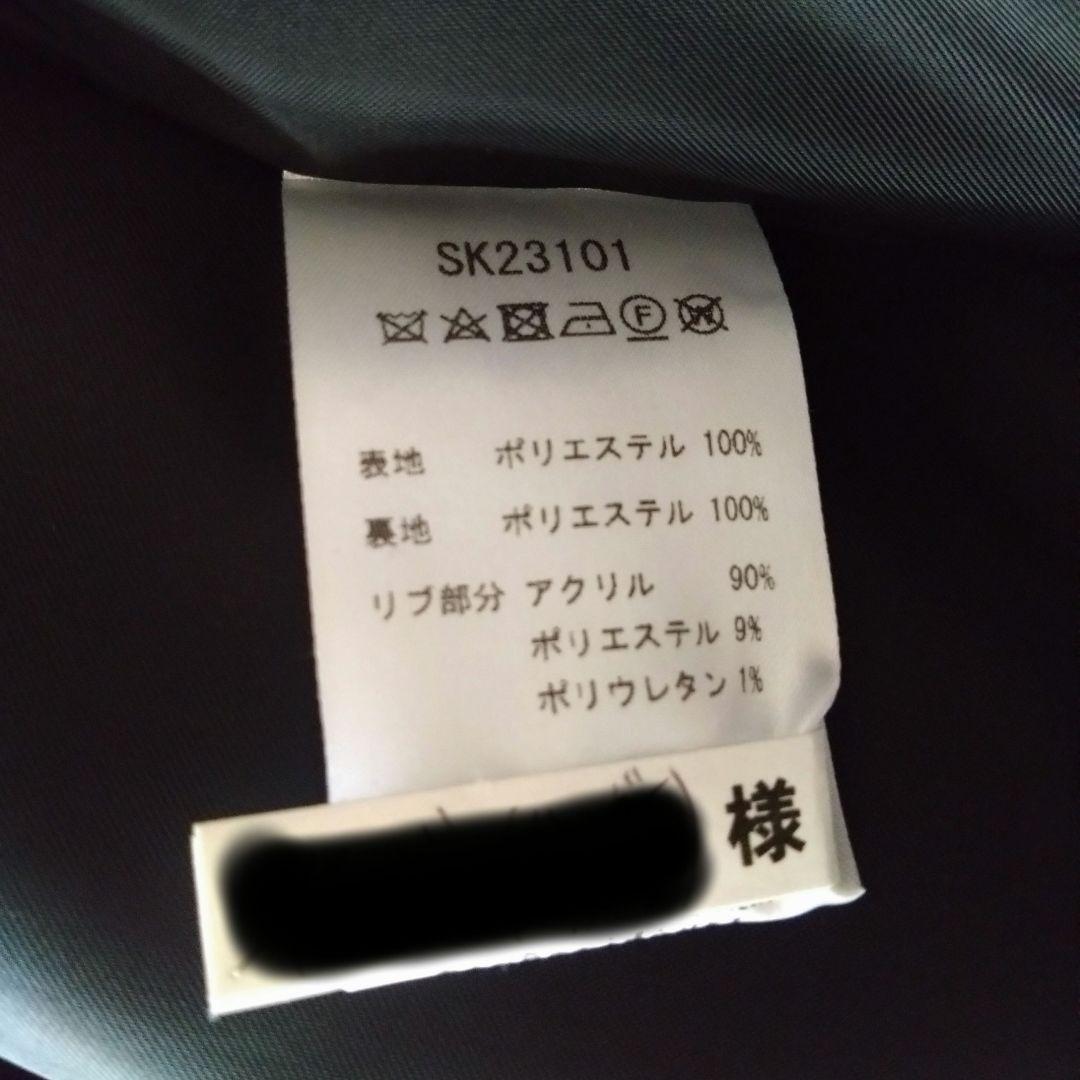 SK23101
F W
表地 ポリエステル 100%
裏地 ポリエステル 100%
リブ部分 アクリル 90%
ポリエステル 9%
ポリウレタン 1%
様